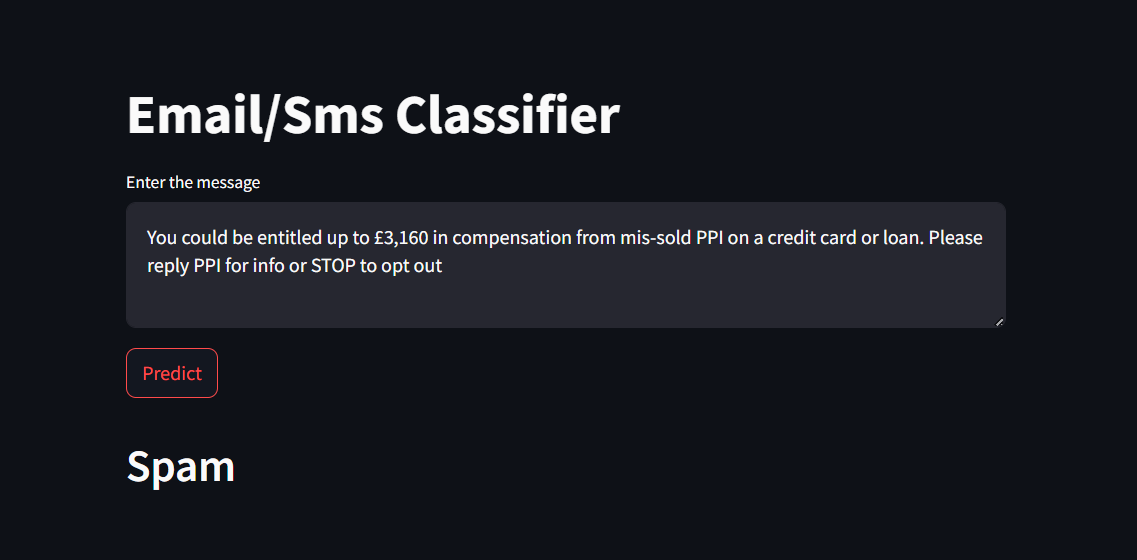 Email/Sms Classifier
Enter the message
You could be entitled up to £3,160 in compensation from mis-sold PPI on a credit card or loan. Please
reply PPI for info or STOP to opt out
Predict
Spam